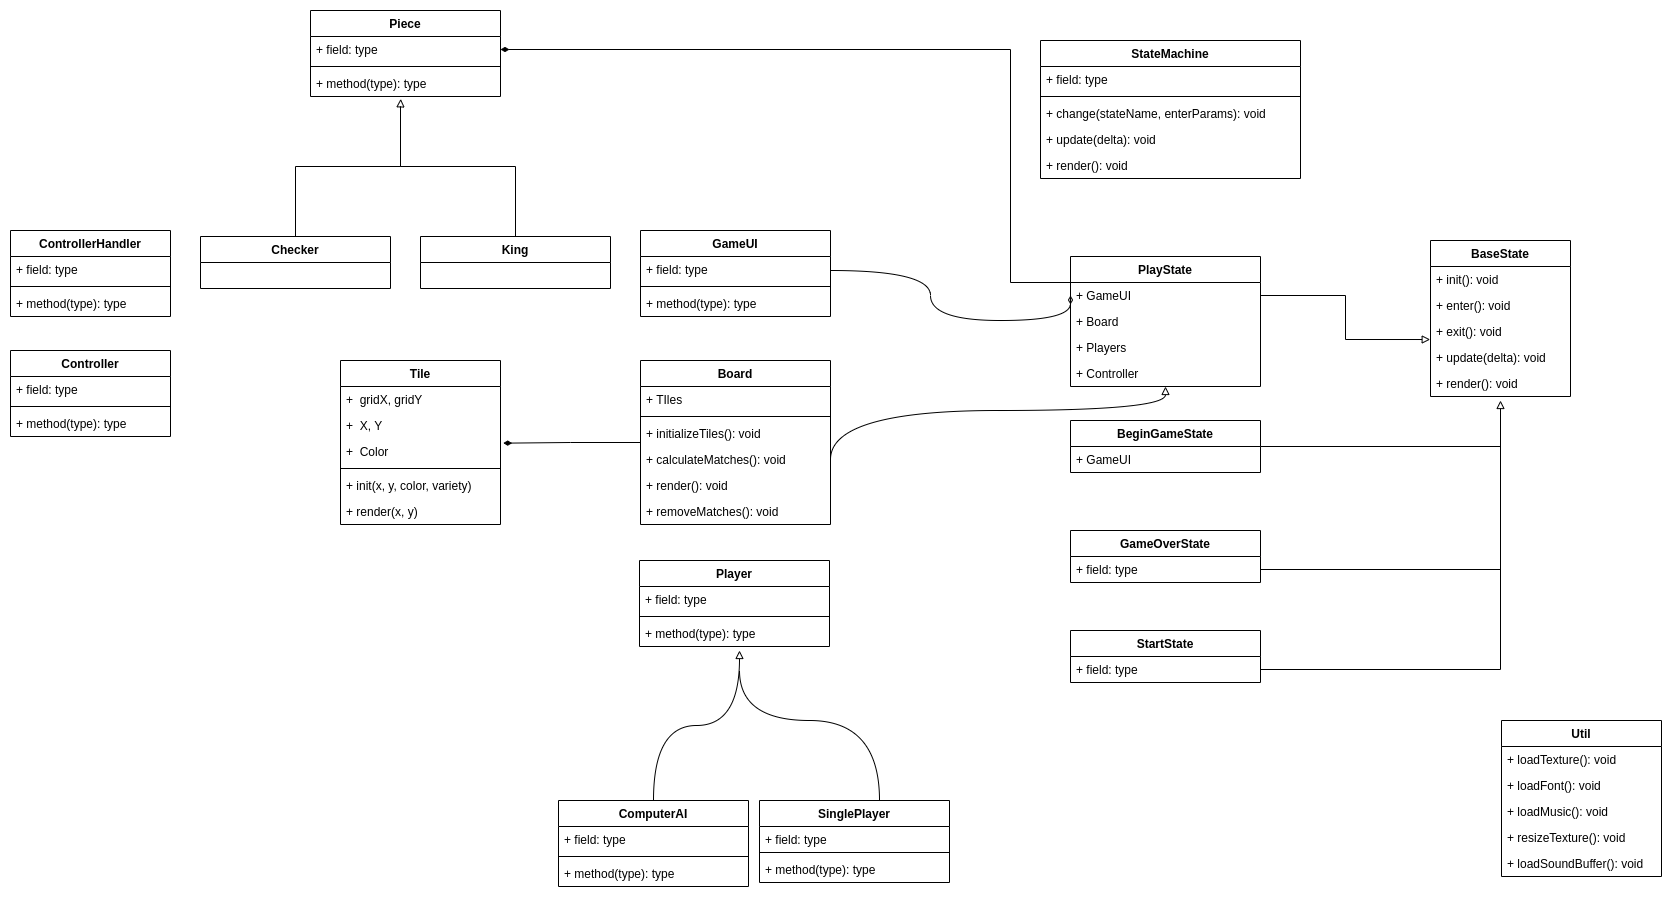 Piece
+ field: type
+ method(type): type
StateMachine
+ field: type
+ change(stateName, enterParams): void
+ update(delta): void
+ render(): void
ControllerHandler
+ field: type
+ method(type): type
Checker
King
GameUI
+ field: type
+ method(type): type
PlayState
+ GameUI
+ Board
+ Players
+ Controller
BaseState
+ init(): void
+ enter(): void
+ exit(): void
+ update(delta): void
+ render(): void
Controller
+ field: type
+ method(type): type
Tile
+ gridX, gridY
+ X, Y
+ Color
+ init(x, y, color, variety)
+ render(x, y)
Board
+ TIles
+ initializeTiles(): void
+ calculateMatches(): void
+ render(): void
+ removeMatches(): void
BeginGameState
+ GameUI
GameOverState
+ field: type
Player
+ field: type
+ method(type): type
StartState
+ field: type
ComputerAI
+ field: type
+ method(type): type
SinglePlayer
+ field: type
+ method(type): type
Util
+ loadTexture(): void
+ loadFont(): void
+ loadMusic(): void
+ resizeTexture(): void
+ loadSoundBuffer(): void